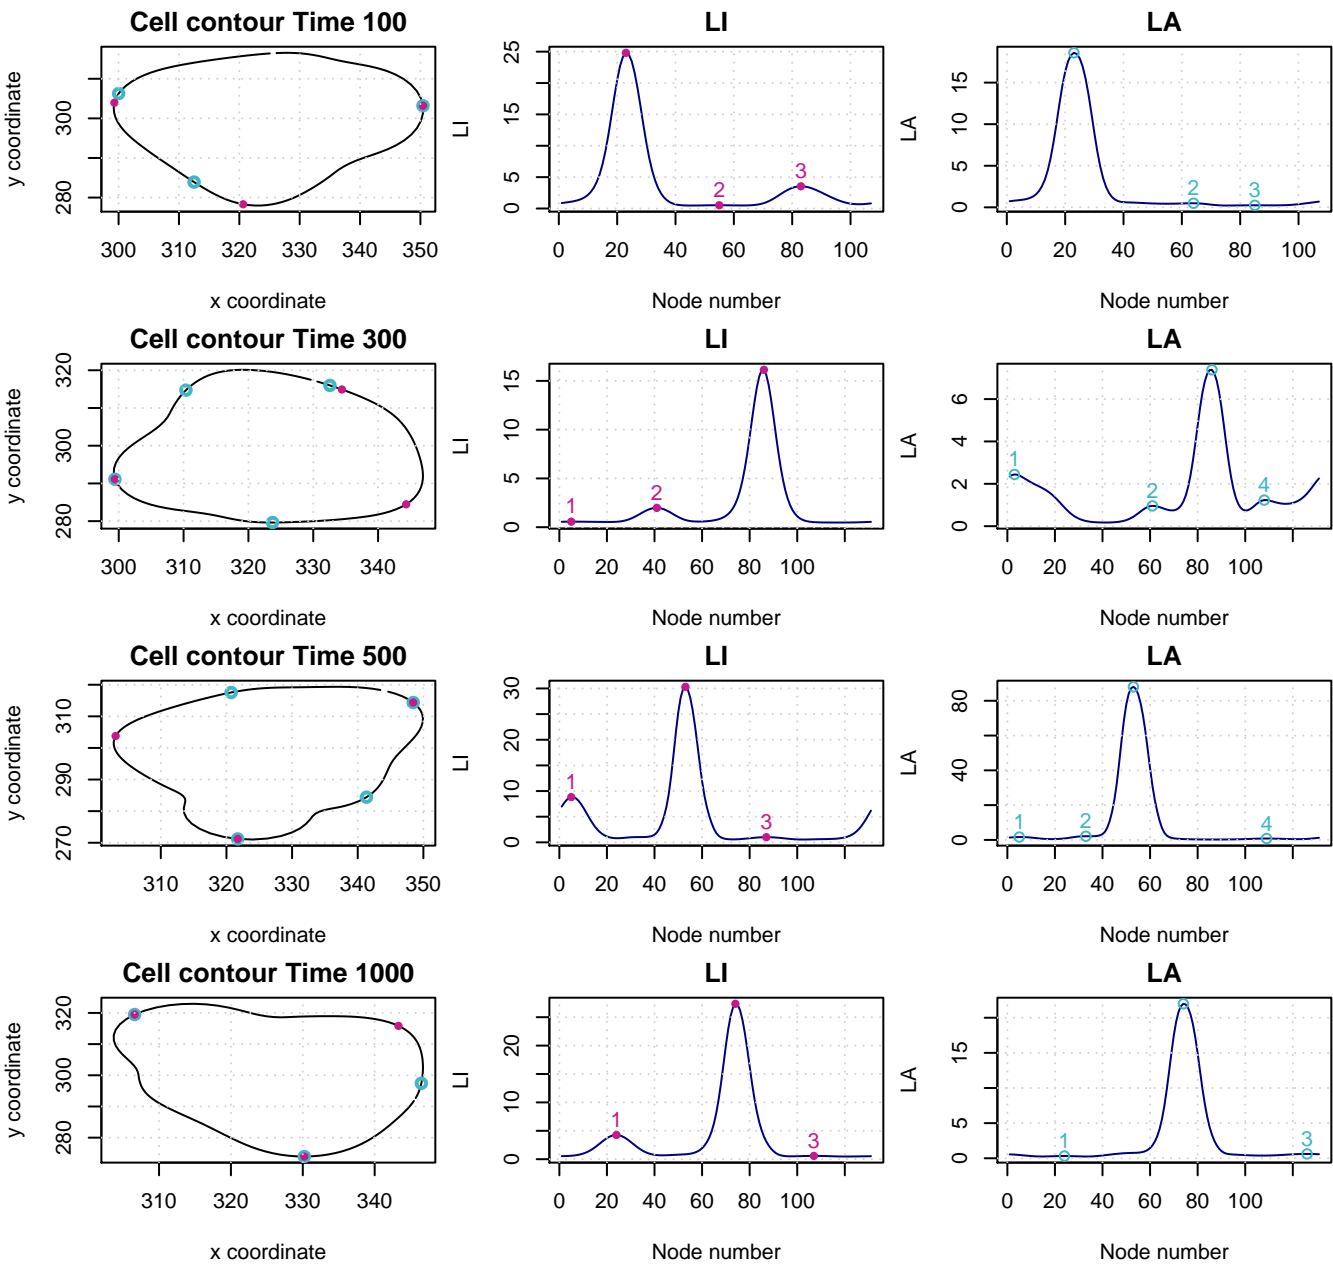 Cell contour Time 100
y coordinate
280 300
300 310 320 330 340 350
x coordinate
LI
LI
5 15 25
2
3
0 20 40 60 80 100
Node number
LA
LA
0 5 10 15
2
3
0 20 40 60 80 100
Node number
Cell contour Time 300
y coordinate
280 300 320
300 310 320 330 340
x coordinate
LI
LI
0 5 10 15
1
2
0 20 40 60 80 100
Node number
LA
LA
0 2 4 6
1
2
4
0 20 40 60 80 100
Node number
Cell contour Time 500
y coordinate
270 290 310
310 320 330 340 350
x coordinate
LI
LI
0 10 20 30
1
3
0 20 40 60 80 100
Node number
LA
LA
0 40 80
1
2
4
0 20 40 60 80 100
Node number
Cell contour Time 1000
y coordinate
280 300 320
310 320 330 340
x coordinate
LI
LI
0 10 20
1
3
0 20 40 60 80 100
Node number
LA
LA
0 5 15
1
3
0 20 40 60 80 100
Node number